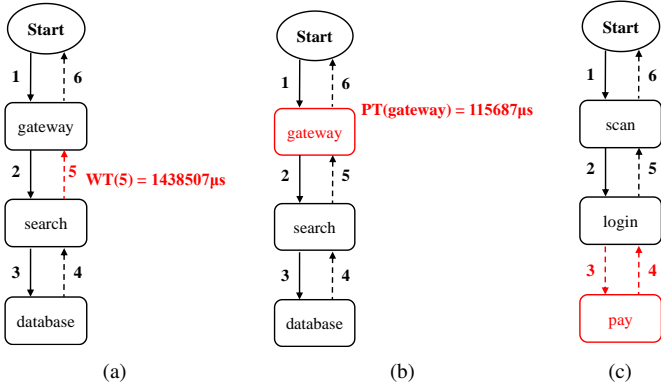 Start
1
6
gateway
2
5
WT(5) = 1438507μs
search
3
4
database
(a)
Start
1
6
PT(gateway) = 115687μs
gateway
2
5
search
3
4
database
(b)
Start
1
6
scan
2
5
login
3
4
pay
(c)